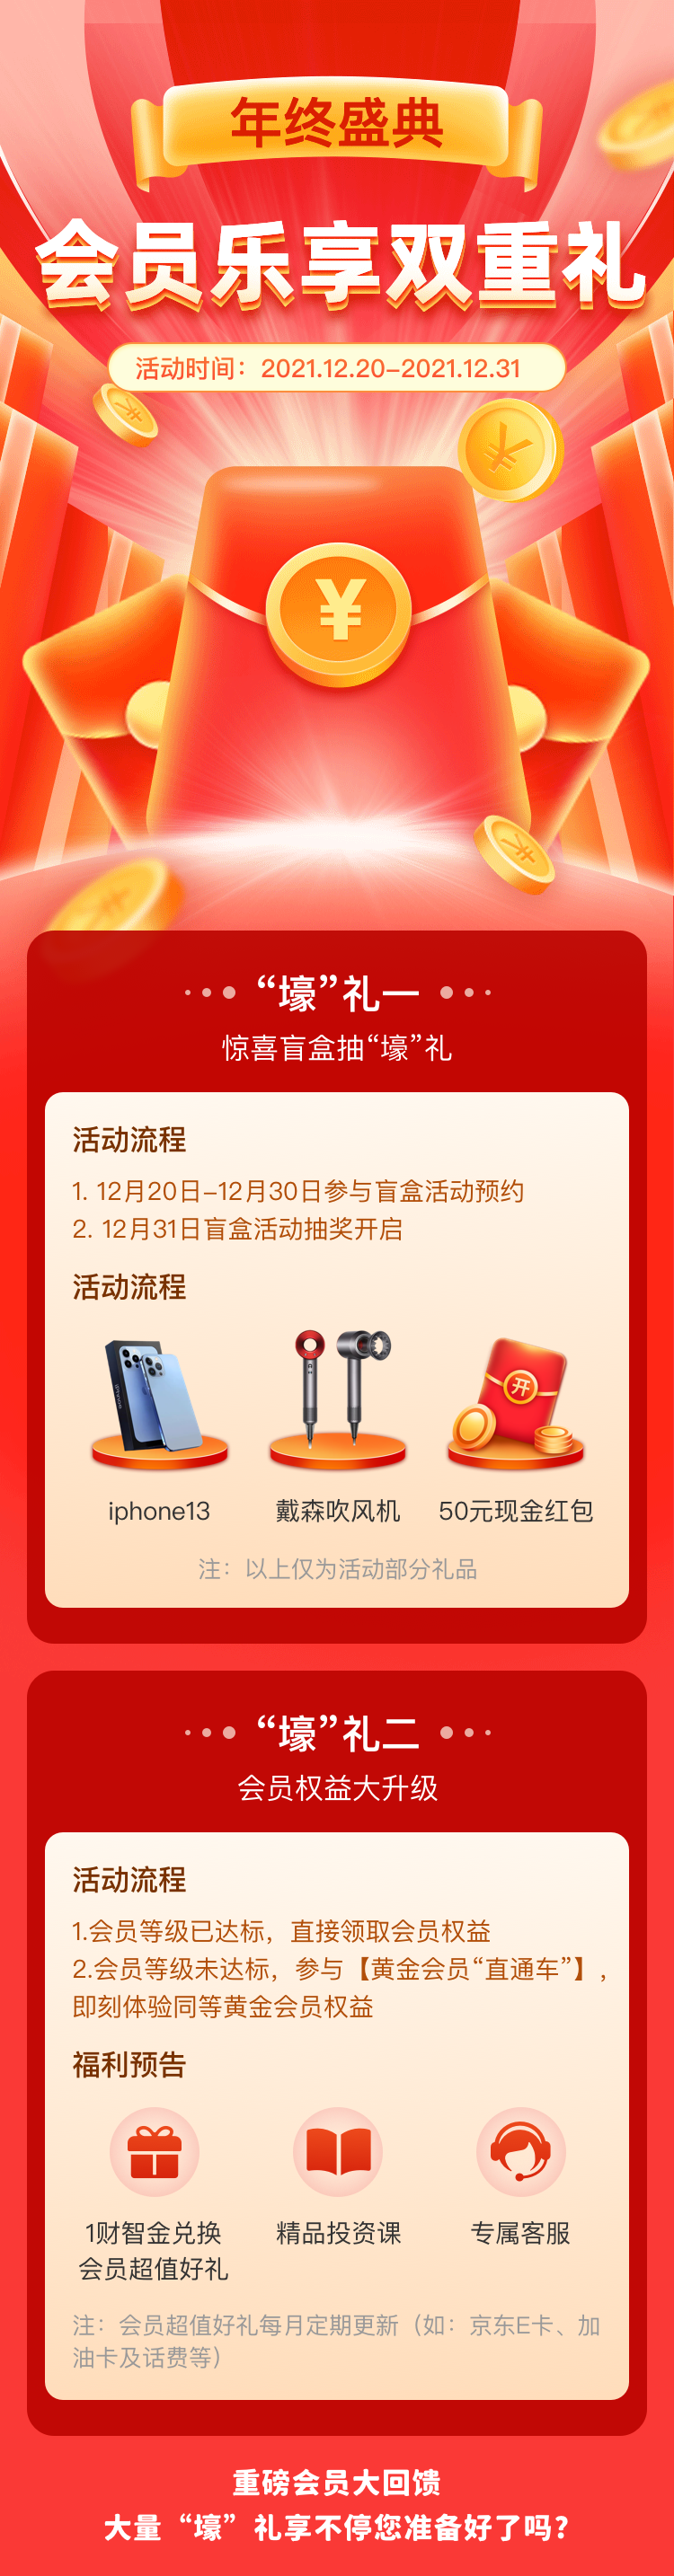 年终盛典
会员乐享双重礼
活动时间：2021.12.20-2021.12.31
¥
“壕”礼一
惊喜盲盒抽“壕”礼
活动流程
1. 12月20日-12月30日参与盲盒活动预约
2. 12月31日盲盒活动抽奖开启
活动流程
开
iphone13
戴森吹风机
50元现金红包
注：以上仅为活动部分礼品
“壕”礼二
会员权益大升级
活动流程
1.会员等级已达标，直接领取会员权益
2.会员等级未达标，参与【黄金会员“直通车”】，
即刻体验同等黄金会员权益
福利预告
1财智金兑换
会员超值好礼
精品投资课
专属客服
注：会员超值好礼每月定期更新（如：京东E卡、加
油卡及话费等）
重磅会员大回馈
大量“壕”礼享不停您准备好了吗？